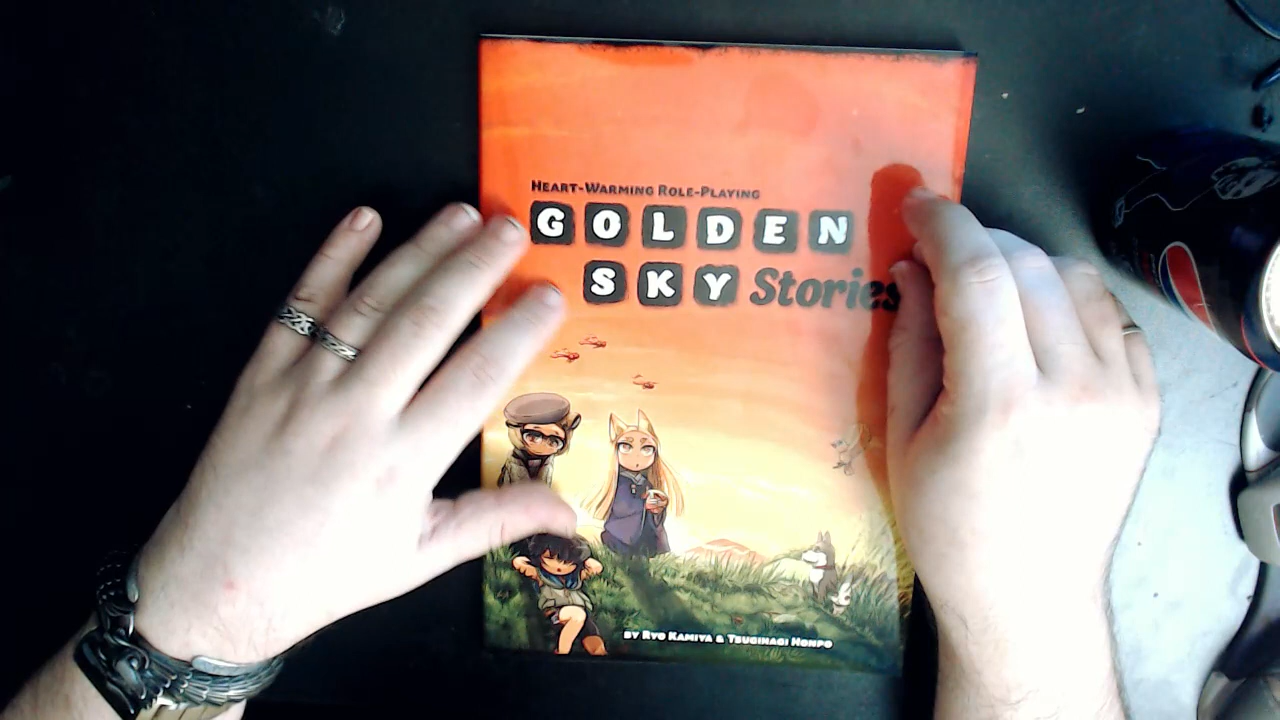 Heart-Warming Role-Playing
GOLDEN
SKY Stories
by Ryo Kamiya & Tsuginagi Honpo